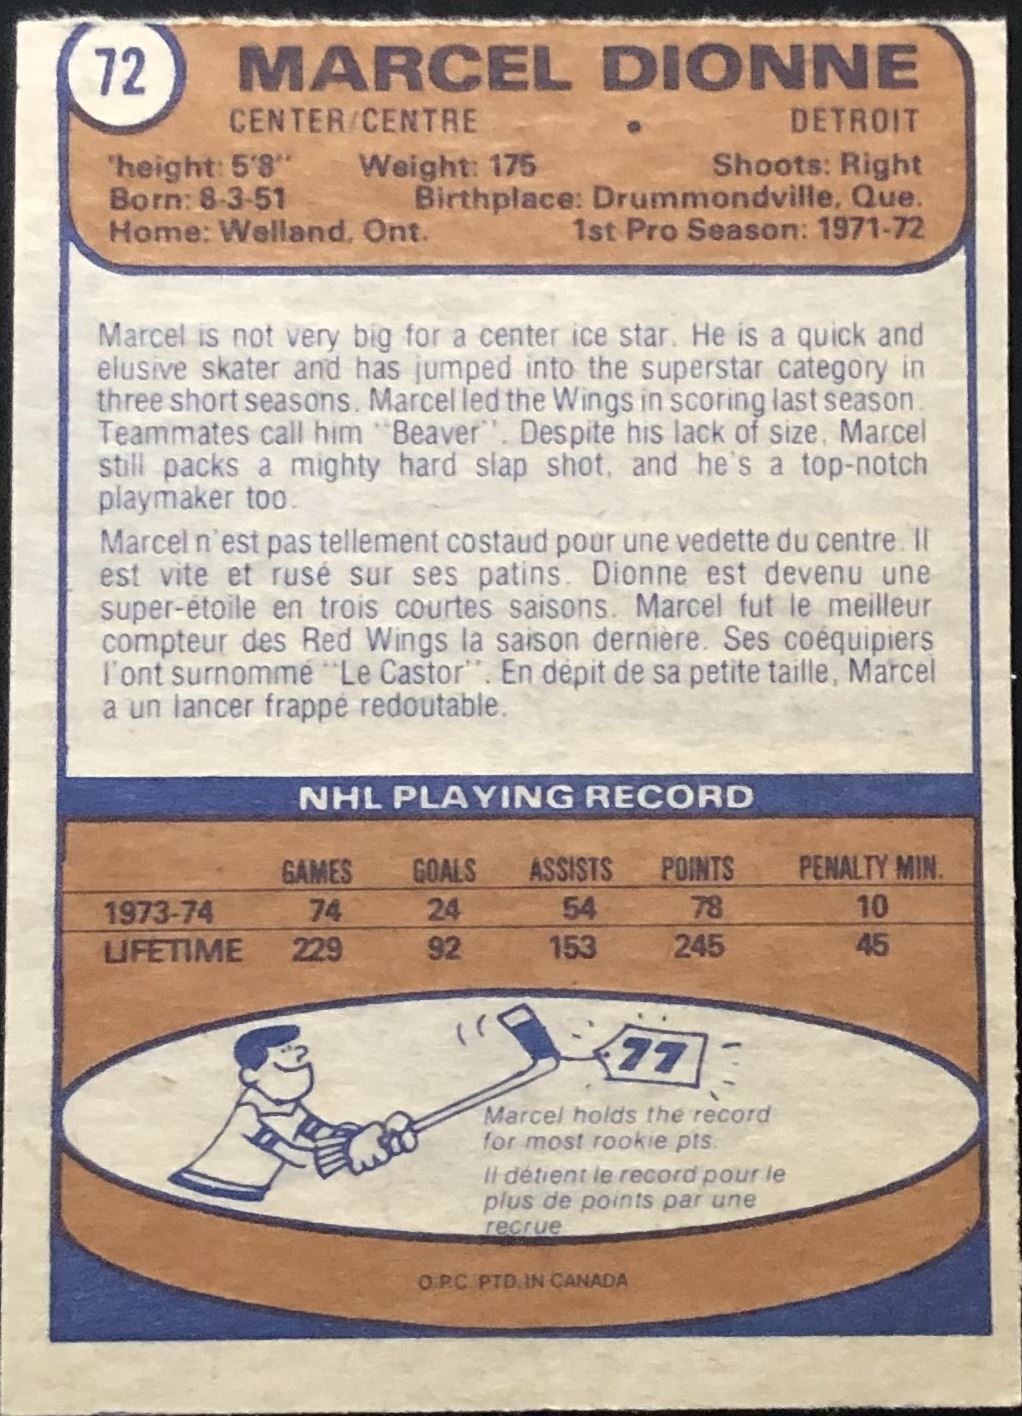 72
MARCEL DIONNE
CENTER/CENTRE • DETROIT
'height: 5'8" Weight: 175 Shoots: Right
Born: 8-3-51 Birthplace: Drummondville, Que.
Home: Welland, Ont. 1st Pro Season: 1971-72
Marcel is not very big for a center ice star. He is a quick and
elusive skater and has jumped into the superstar category in
three short seasons. Marcel led the Wings in scoring last season.
Teammates call him "Beaver". Despite his lack of size, Marcel
still packs a mighty hard slap shot, and he's a top-notch
playmaker too.
Marcel n'est pas tellement costaud pour une vedette du centre. Il
est vite et rusé sur ses patins. Dionne est devenu une
super-étoile en trois courtes saisons. Marcel fut le meilleur
compteur des Red Wings la saison dernière. Ses coéquipiers
l'ont surnommé "Le Castor". En dépit de sa petite taille, Marcel
a un lancer frappé redoutable.
NHL PLAYING RECORD
GAMES GOALS ASSISTS POINTS PENALTY MIN.
1973-74 74 24 54 78 10
LIFETIME 229 92 153 245 45
77
Marcel holds the record
for most rookie pts.
Il détient le record pour le
plus de points par une
recrue
O.P.C. PTD. IN CANADA